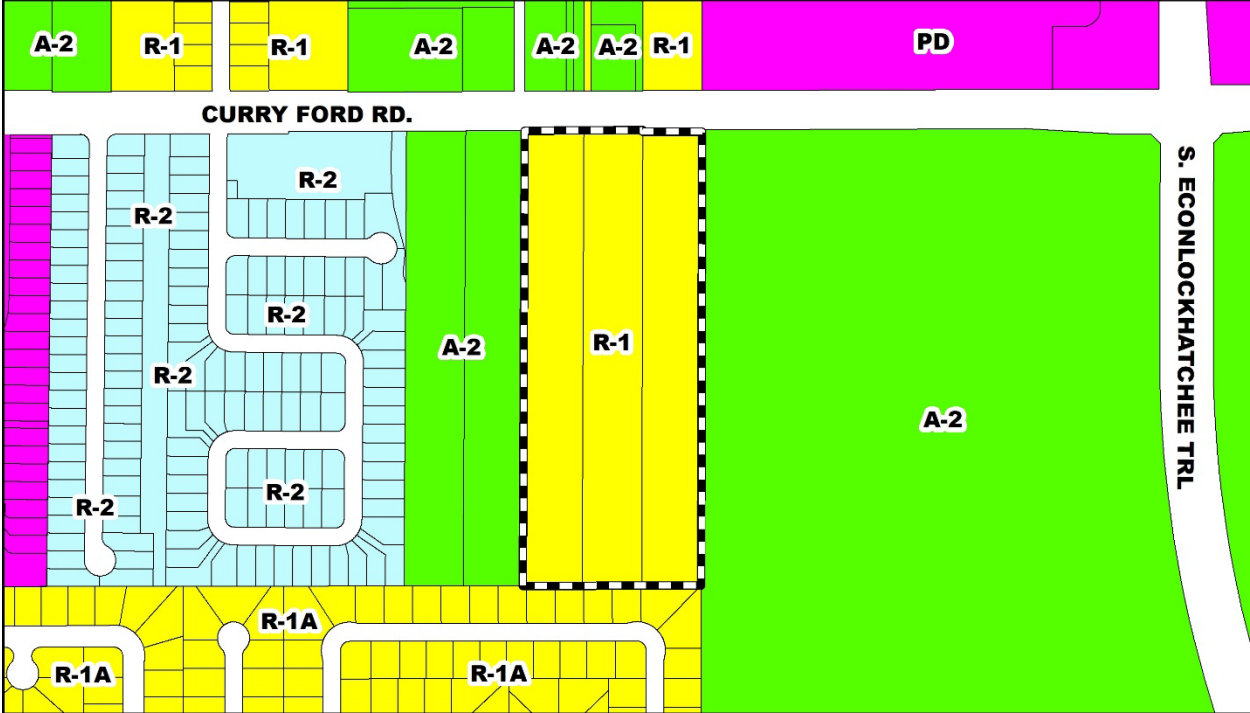 A-2
R-1
R-1
A-2
A-2
A-2
R-1
PD
CURRY FORD RD.
R-2
R-2
R-2
A-2
R-1
R-2
A-2
S. ECONLOCKHATCHEE TRL
R-2
R-2
R-1A
R-1A
R-1A